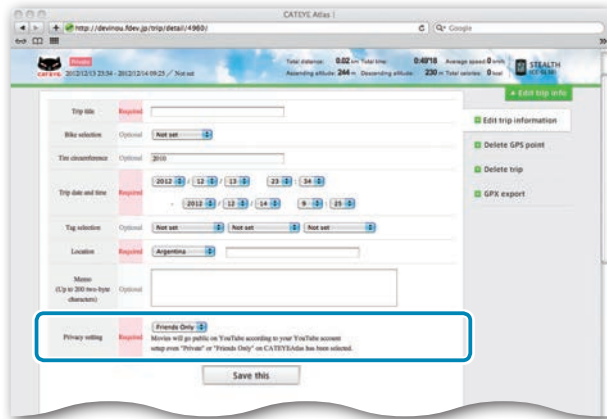 CATEYE Atlas |
http://devinou.fdev.jp/trip/detail/4960/
Google
CATEYE Private
2012/12/13 23:34 - 2012/12/14 09:25 / Not set
Total distance: 0.02 km Total time: 0:49'18 Average speed 0 km/h
Ascending altitude: 244 m Descending altitude: 230 m Total calories: 0 kcal
STEALTH
Edit trip info
Trip title Required
Bike selection Optional Not set
Tire circumference Optional 2010
Trip date and time Required 2012 / 12 / 13 23 : 34
- 2012 / 12 / 14 9 : 25
Tag selection Optional Not set Not set Not set
Location Required Argentina
Memo
(Up to 200 two-byte
characters)
Optional
Privacy setting Required Friends Only
Movies will go public on YouTube according to your YouTube account
setup even "Private" or "Friends Only" on CATEYEAtlas has been selected.
Save this
Edit trip information
Delete GPS point
Delete trip
GPX export